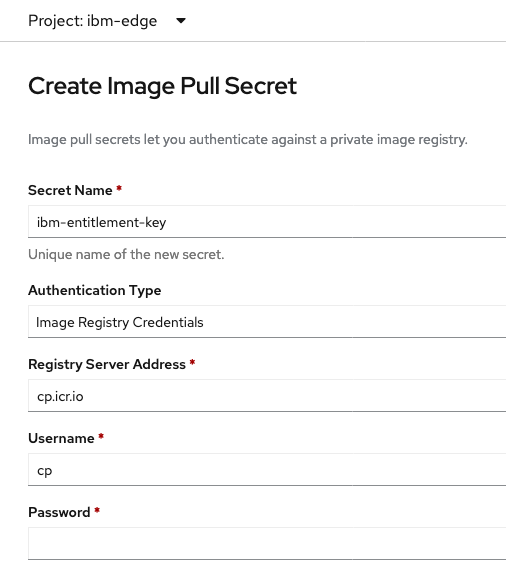 Project: ibm-edge
Create Image Pull Secret
Image pull secrets let you authenticate against a private image registry.
Secret Name *
ibm-entitlement-key
Unique name of the new secret.
Authentication Type
Image Registry Credentials
Registry Server Address *
cp.icr.io
Username *
cp
Password *